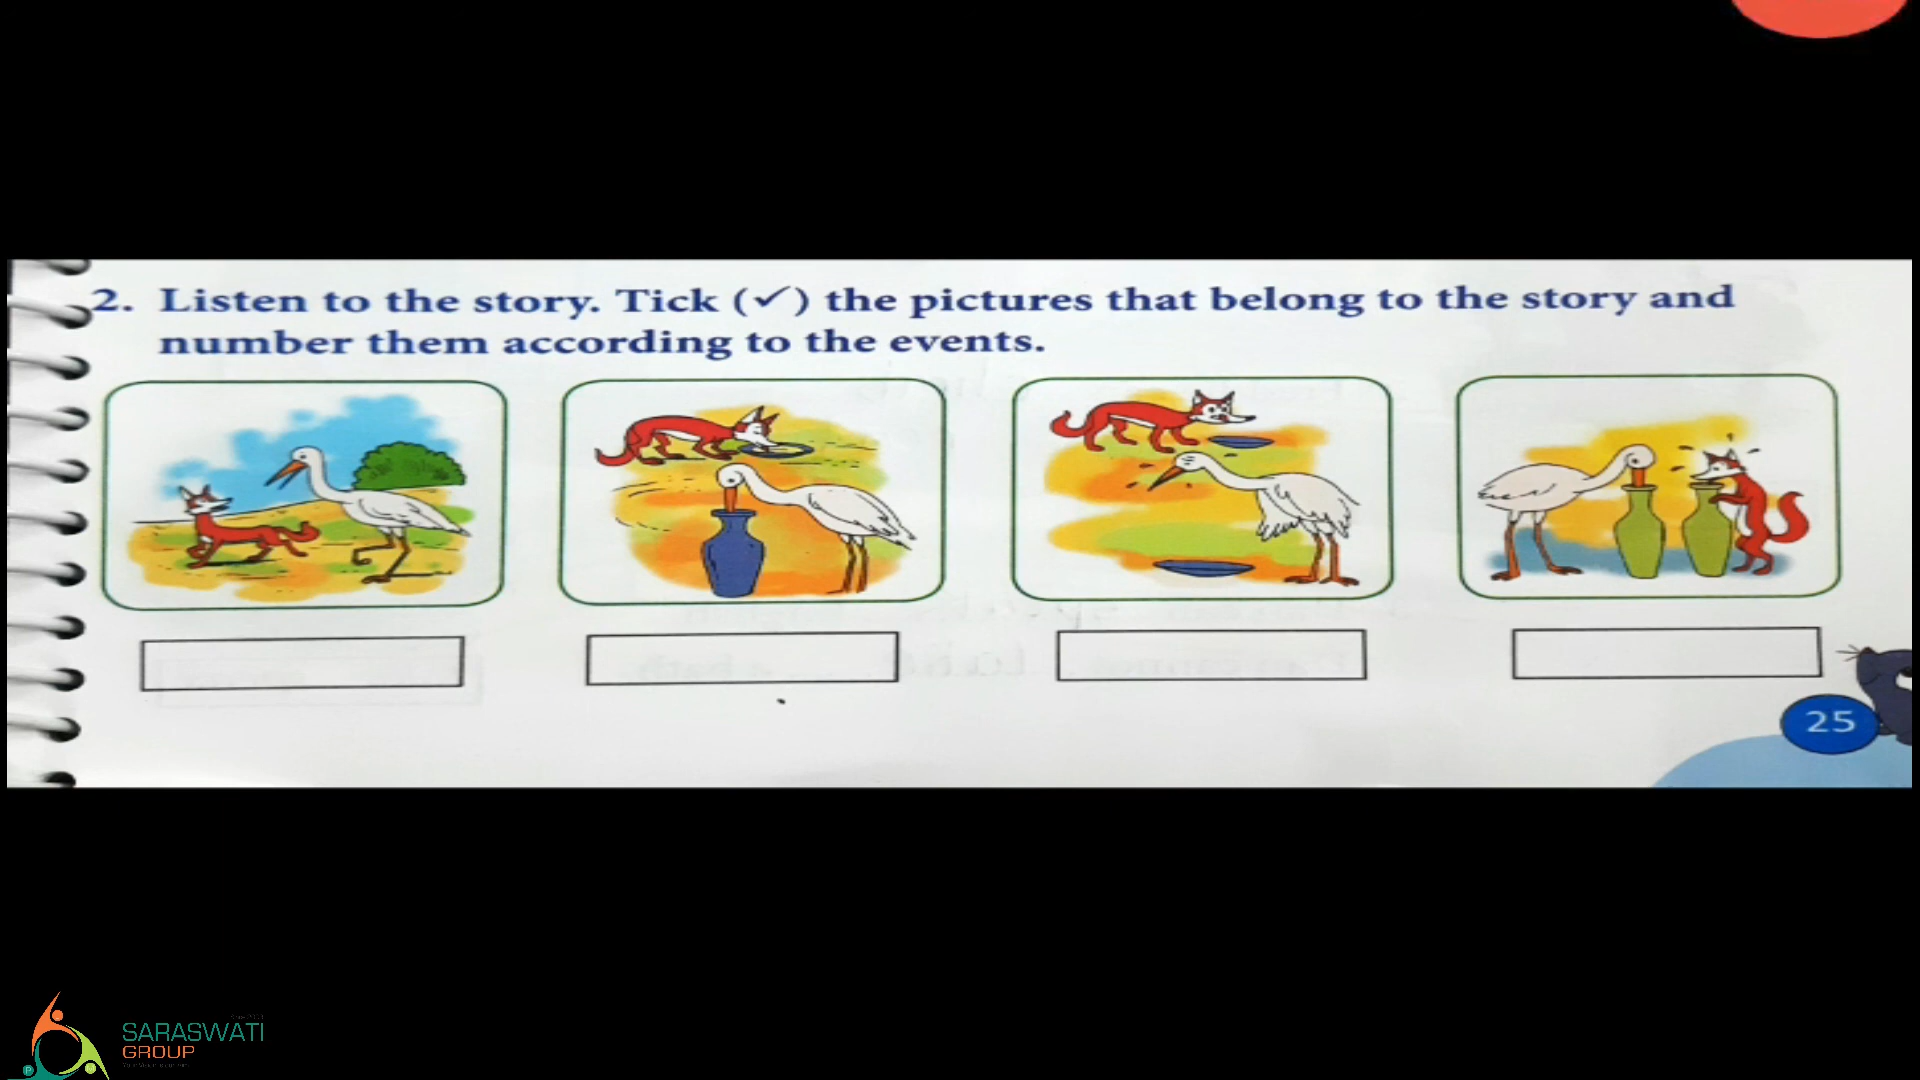 2. Listen to the story. Tick (✓) the pictures that belong to the story and
number them according to the events.
25
SARASWATI
GROUP